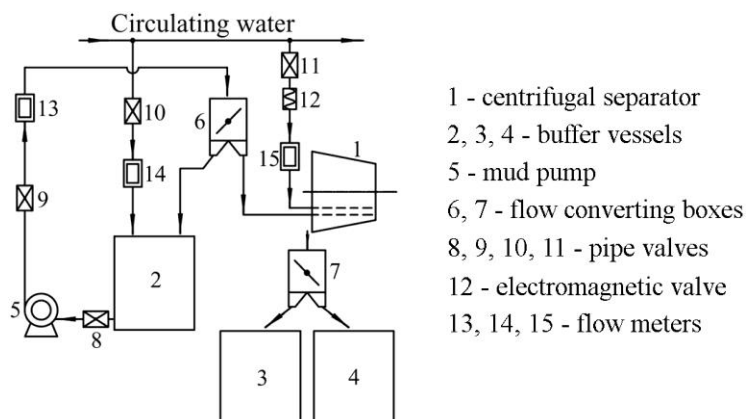 Circulating water
11
13
12
10
6
1
15
14
9
7
2
5
8
3
4
1 - centrifugal separator
2, 3, 4 - buffer vessels
5 - mud pump
6, 7 - flow converting boxes
8, 9, 10, 11 - pipe valves
12 - electromagnetic valve
13, 14, 15 - flow meters